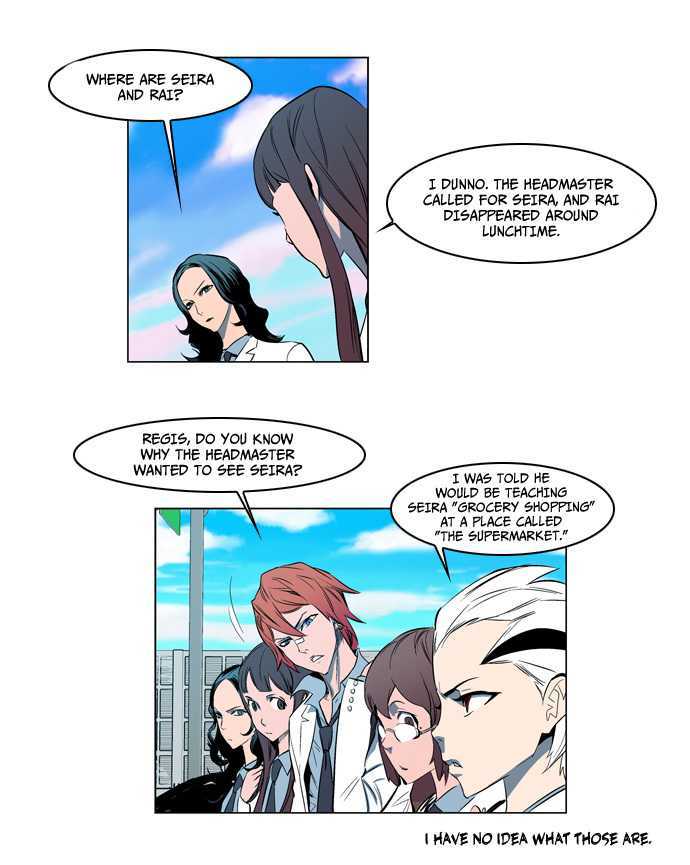 WHERE ARE SEIRA
AND RAI?
I DUNNO. THE HEADMASTER
CALLED FOR SEIRA, AND RAI
DISAPPEARED AROUND
LUNCHTIME.
REGIS, DO YOU KNOW
WHY THE HEADMASTER
WANTED TO SEE SEIRA?
I WAS TOLD HE
WOULD BE TEACHING
SEIRA "GROCERY SHOPPING"
AT A PLACE CALLED
"THE SUPERMARKET."
I HAVE NO IDEA WHAT THOSE ARE.